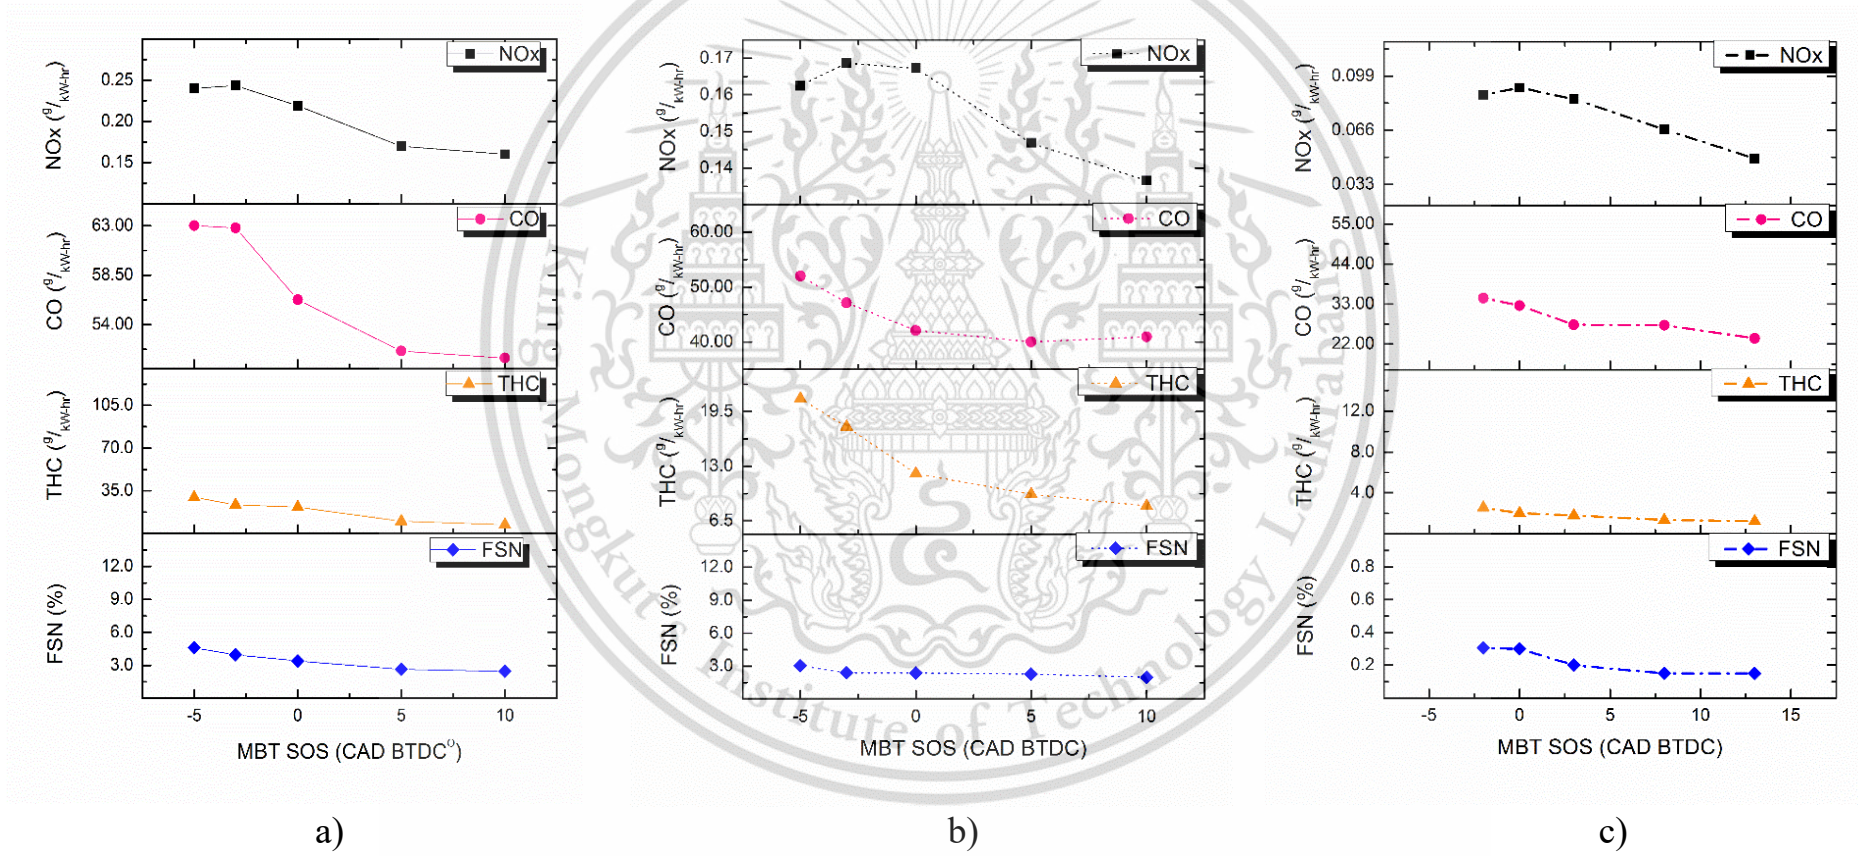 NOx
NOx (g/kW-hr)
0.25
0.20
0.15
CO
CO (g/kW-hr)
63.00
58.50
54.00
THC
THC (g/kW-hr)
105.0
70.0
35.0
FSN
FSN (%)
12.0
9.0
6.0
3.0
-5 0 5 10
MBT SOS (CAD BTDC°)
a)
NOx
NOx (g/kW-hr)
0.17
0.16
0.15
0.14
CO
CO (g/kW-hr)
60.00
50.00
40.00
THC
THC (g/kW-hr)
19.5
13.0
6.5
FSN
FSN (%)
12.0
9.0
6.0
3.0
-5 0 5 10
MBT SOS (CAD BTDC)
b)
NOx
NOx (g/kW-hr)
0.099
0.066
0.033
CO
CO (g/kW-hr)
55.00
44.00
33.00
22.00
THC
THC (g/kW-hr)
12.0
8.0
4.0
FSN
FSN (%)
0.8
0.6
0.4
0.2
-5 0 5 10 15
MBT SOS (CAD BTDC)
c)
King Mongkut's Institute of Technology Ladkrabang